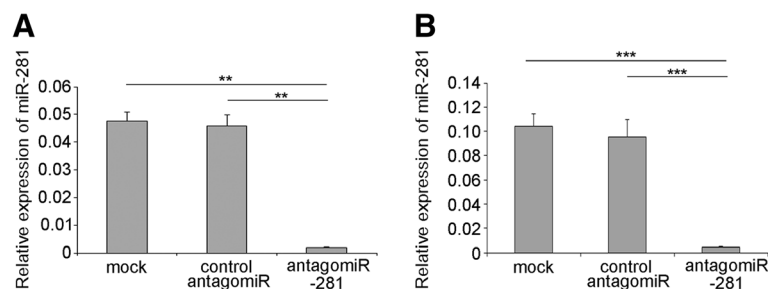 A
Relative expression of miR-281
0.06
0.05
0.04
0.03
0.02
0.01
0
**
**
mock
control
antagomiR
antagomiR
-281
B
Relative expression of miR-281
0.14
0.12
0.10
0.08
0.06
0.04
0.02
0
***
***
mock
control
antagomiR
antagomiR
-281